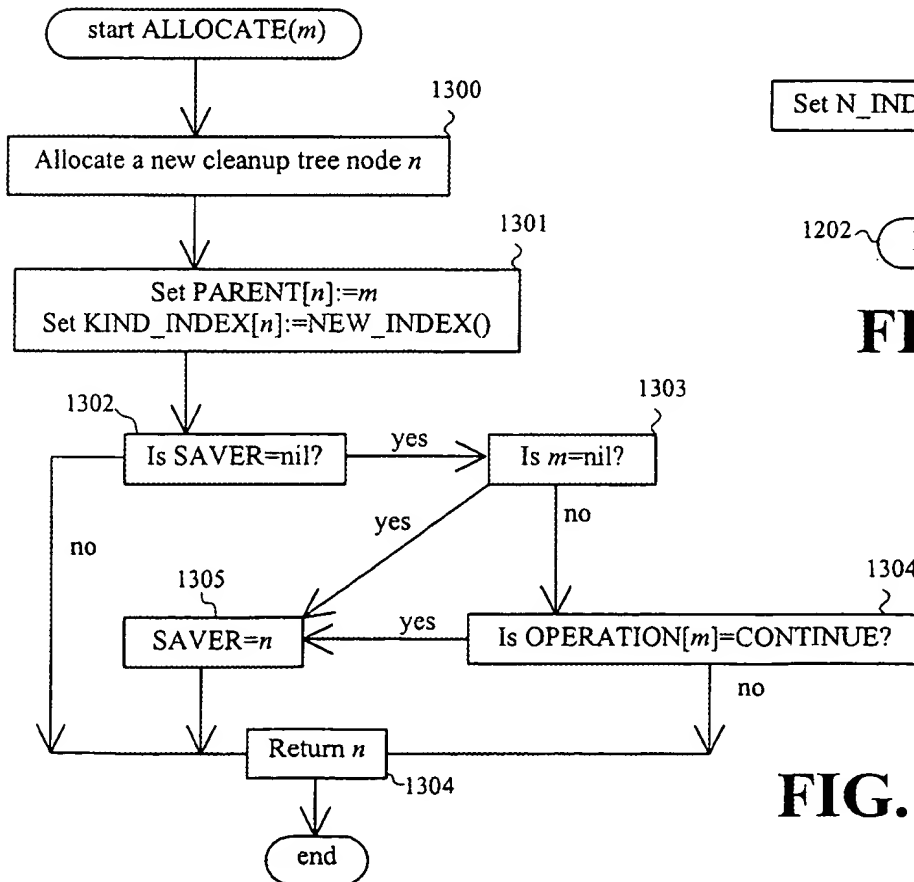 start ALLOCATE(m)
1300
Allocate a new cleanup tree node n
Set N_IND
1301
Set PARENT[n]:=m
Set KIND_INDEX[n]:=NEW_INDEX()
1202
FI
1302
Is SAVER=nil?
yes
1303
Is m=nil?
no
yes
no
1305
SAVER=n
yes
1304
Is OPERATION[m]=CONTINUE?
no
Return n
1304
FIG.
end